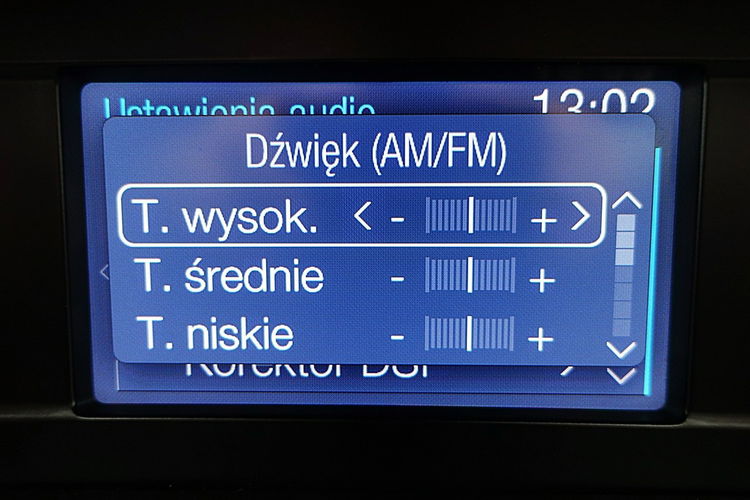 Ustawienia audio 13:02
Dźwięk (AM/FM)
T. wysok. < - + >
T. średnie - +
T. niskie - +
Korektor DSP